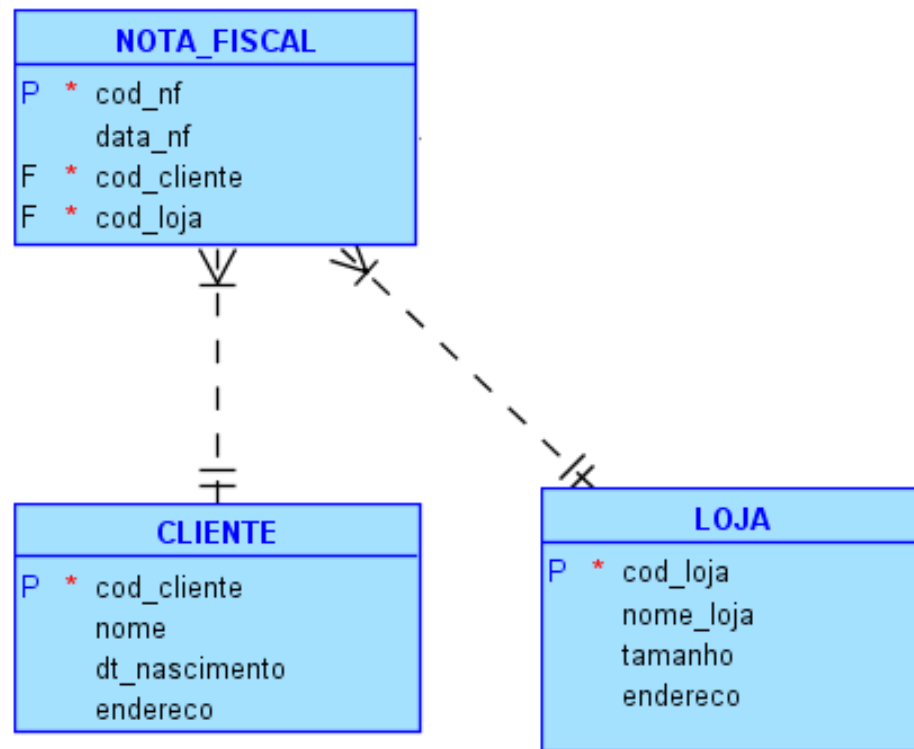 NOTA_FISCAL
P * cod_nf
data_nf
F * cod_cliente
F * cod_loja
CLIENTE
P * cod_cliente
nome
dt_nascimento
endereco
LOJA
P * cod_loja
nome_loja
tamanho
endereco